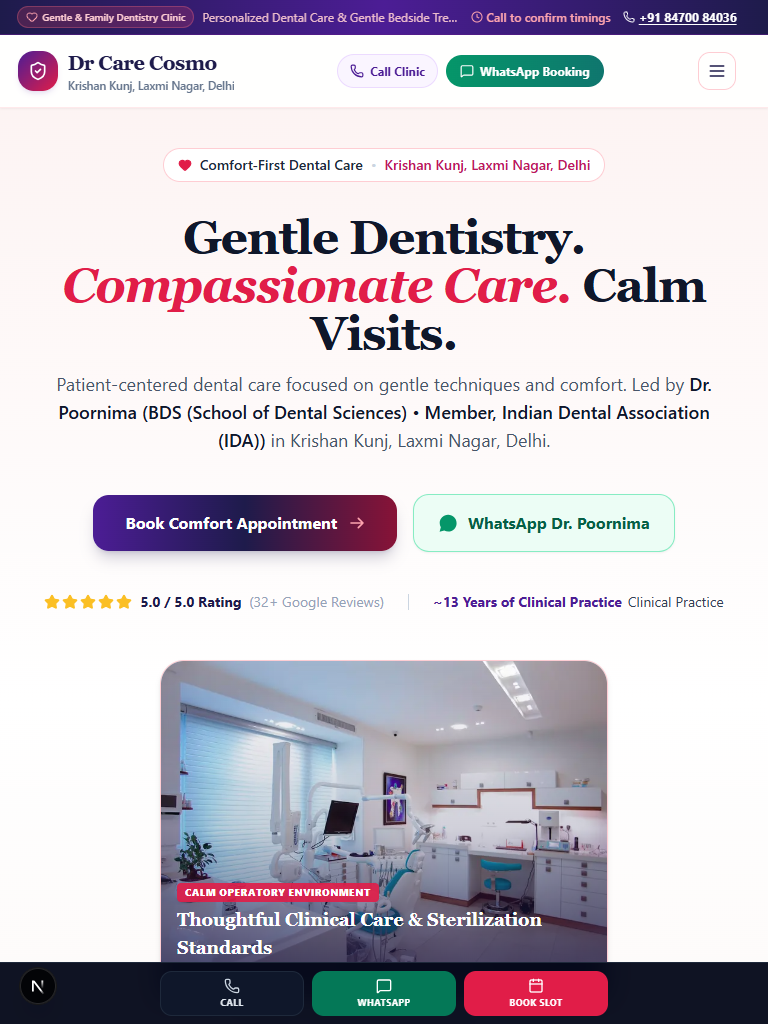 Gentle & Family Dentistry Clinic
Personalized Dental Care & Gentle Bedside Tre...
Call to confirm timings
+91 84700 84036
Dr Care Cosmo
Krishan Kunj, Laxmi Nagar, Delhi
Call Clinic
WhatsApp Booking
Comfort-First Dental Care • Krishan Kunj, Laxmi Nagar, Delhi
Gentle Dentistry.
Compassionate Care. Calm
Visits.
Patient-centered dental care focused on gentle techniques and comfort. Led by Dr.
Poornima (BDS (School of Dental Sciences) • Member, Indian Dental Association
(IDA)) in Krishan Kunj, Laxmi Nagar, Delhi.
Book Comfort Appointment →
WhatsApp Dr. Poornima
5.0 / 5.0 Rating (32+ Google Reviews)
~13 Years of Clinical Practice Clinical Practice
CALM OPERATORY ENVIRONMENT
Thoughtful Clinical Care & Sterilization
Standards
N
CALL
WHATSAPP
BOOK SLOT